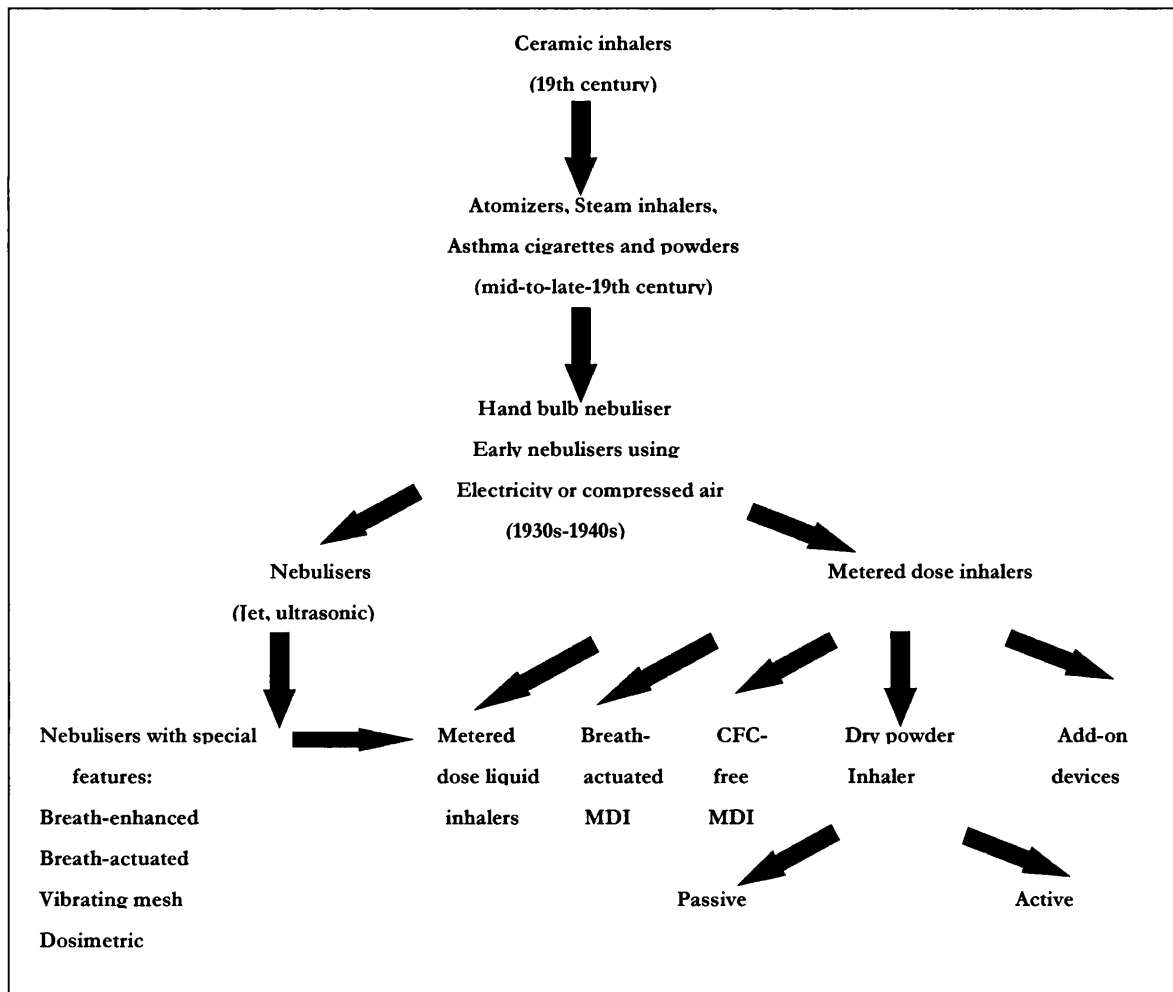 Ceramic inhalers
(19th century)
Atomizers, Steam inhalers,
Asthma cigarettes and powders
(mid-to-late-19th century)
Hand bulb nebuliser
Early nebulisers using
Electricity or compressed air
(1930s-1940s)
Nebulisers
(Jet, ultrasonic)
Metered dose inhalers
Nebulisers with special
features:
Breath-enhanced
Breath-actuated
Vibrating mesh
Dosimetric
Metered
dose liquid
inhalers
Breath-
actuated
MDI
CFC-
free
MDI
Dry powder
Inhaler
Add-on
devices
Passive
Active